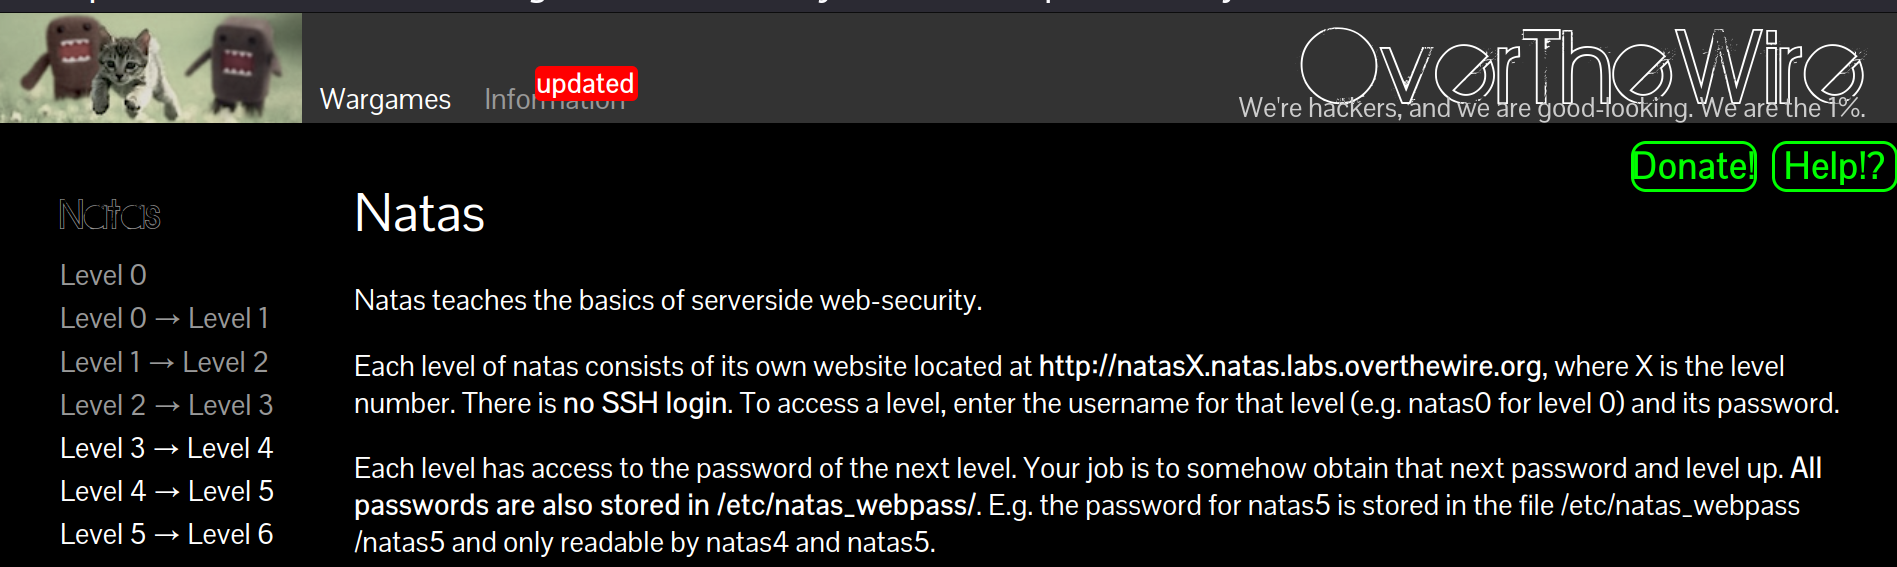 Wargames
Information
updated
OverTheWire
We're hackers, and we are good-looking. We are the 1%.
Donate!
Help!?
Natas
Level 0
Level 0 → Level 1
Level 1 → Level 2
Level 2 → Level 3
Level 3 → Level 4
Level 4 → Level 5
Level 5 → Level 6
Natas
Natas teaches the basics of serverside web-security.
Each level of natas consists of its own website located at http://natasX.natas.labs.overthewire.org, where X is the level
number. There is no SSH login. To access a level, enter the username for that level (e.g. natas0 for level 0) and its password.
Each level has access to the password of the next level. Your job is to somehow obtain that next password and level up. All
passwords are also stored in /etc/natas_webpass/. E.g. the password for natas5 is stored in the file /etc/natas_webpass
/natas5 and only readable by natas4 and natas5.